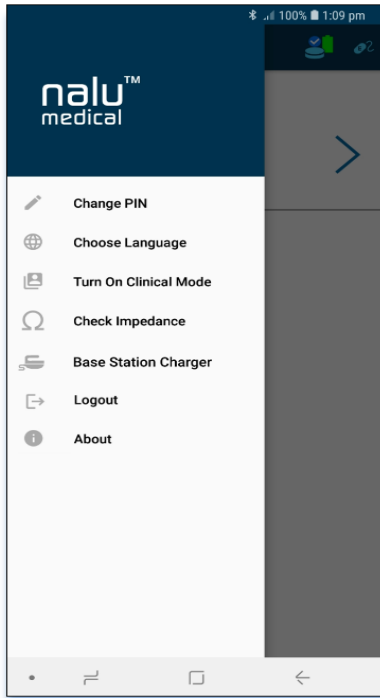 100% 1:09 pm
nalu™
medical
Change PIN
Choose Language
Turn On Clinical Mode
Check Impedance
S Base Station Charger
Logout
About